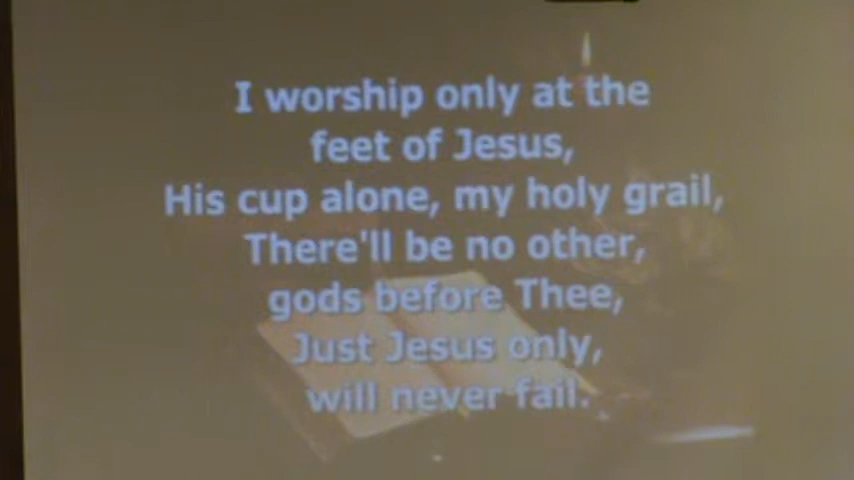 I worship only at the
feet of Jesus,
His cup alone, my holy grail,
There'll be no other,
gods before Thee,
Just Jesus only,
will never fail.